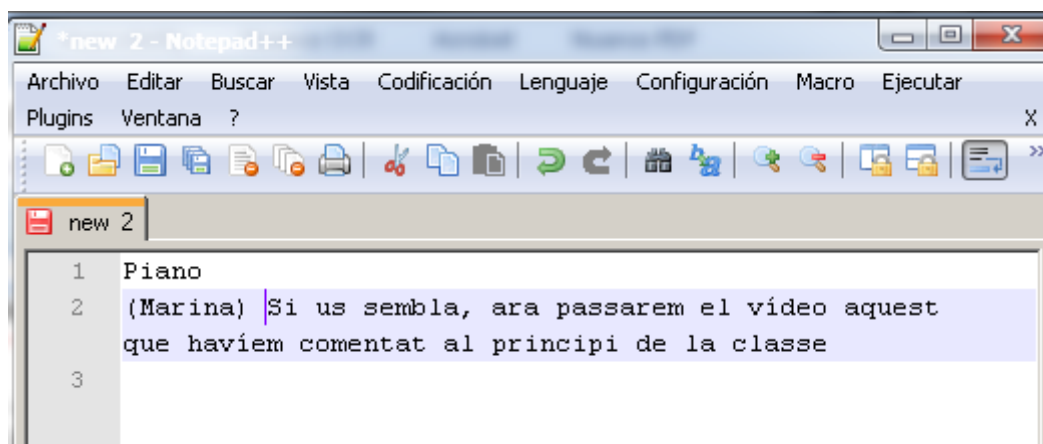 *new 2 - Notepad++
Archivo Editar Buscar Vista Codificación Lenguaje Configuración Macro Ejecutar
Plugins Ventana ? X
new 2
1 Piano
2 (Marina) Si us sembla, ara passarem el vídeo aquest
que havíem comentat al principi de la classe
3